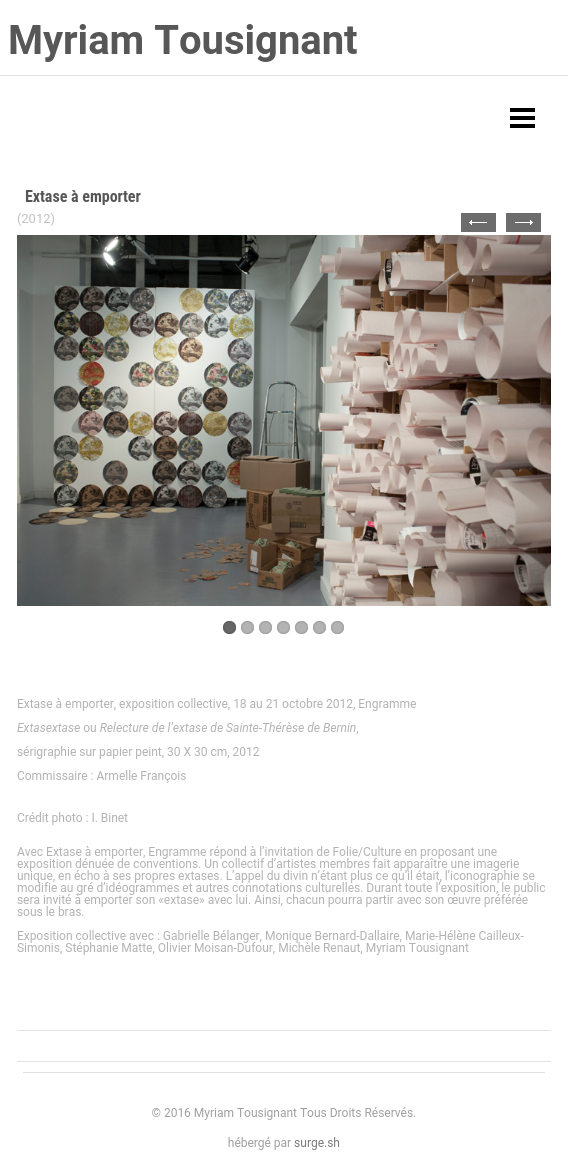 Myriam Tousignant
Extase à emporter
(2012)
Extase à emporter, exposition collective, 18 au 21 octobre 2012, Engramme
Extasextase ou Relecture de l’extase de Sainte-Thérèse de Bernin,
sérigraphie sur papier peint, 30 X 30 cm, 2012
Commissaire : Armelle François
Crédit photo : I. Binet
Avec Extase à emporter, Engramme répond à l’invitation de Folie/Culture en proposant une
exposition dénuée de conventions. Un collectif d’artistes membres fait apparaître une imagerie
unique, en écho à ses propres extases. L’appel du divin n’étant plus ce qu’il était, l’iconographie se
modifie au gré d’idéogrammes et autres connotations culturelles. Durant toute l’exposition, le public
sera invité à emporter son «extase» avec lui. Ainsi, chacun pourra partir avec son œuvre préférée
sous le bras.
Exposition collective avec : Gabrielle Bélanger, Monique Bernard-Dallaire, Marie-Hélène Cailleux-
Simonis, Stéphanie Matte, Olivier Moisan-Dufour, Michèle Renaut, Myriam Tousignant
© 2016 Myriam Tousignant Tous Droits Réservés.
hébergé par surge.sh